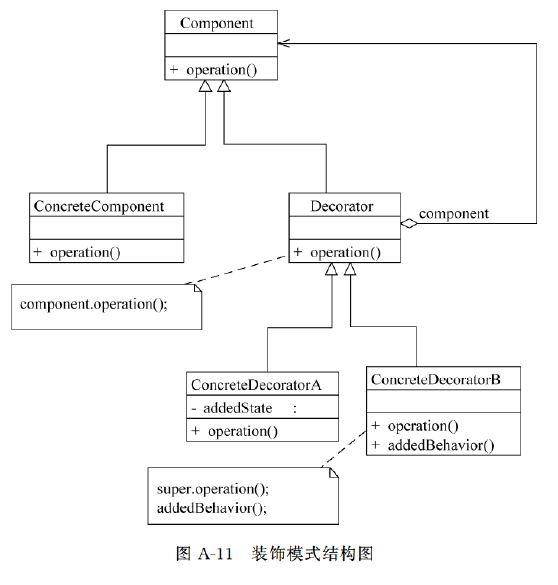 Component
+ operation()
ConcreteComponent
+ operation()
Decorator
+ operation()
component
component.operation();
ConcreteDecoratorA
- addedState :
+ operation()
ConcreteDecoratorB
+ operation()
+ addedBehavior()
super.operation();
addedBehavior();
图 A-11 装饰模式结构图